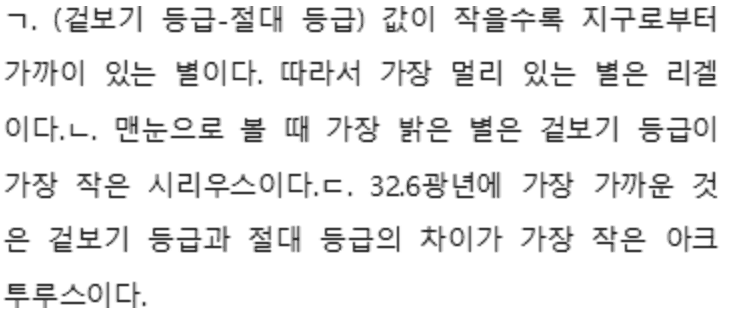 ㄱ. (겉보기 등급-절대 등급) 값이 작을수록 지구로부터
가까이 있는 별이다. 따라서 가장 멀리 있는 별은 리겔
이다.ㄴ. 맨눈으로 볼 때 가장 밝은 별은 겉보기 등급이
가장 작은 시리우스이다.ㄷ. 32.6광년에 가장 가까운 것
은 겉보기 등급과 절대 등급의 차이가 가장 작은 아크
투루스이다.